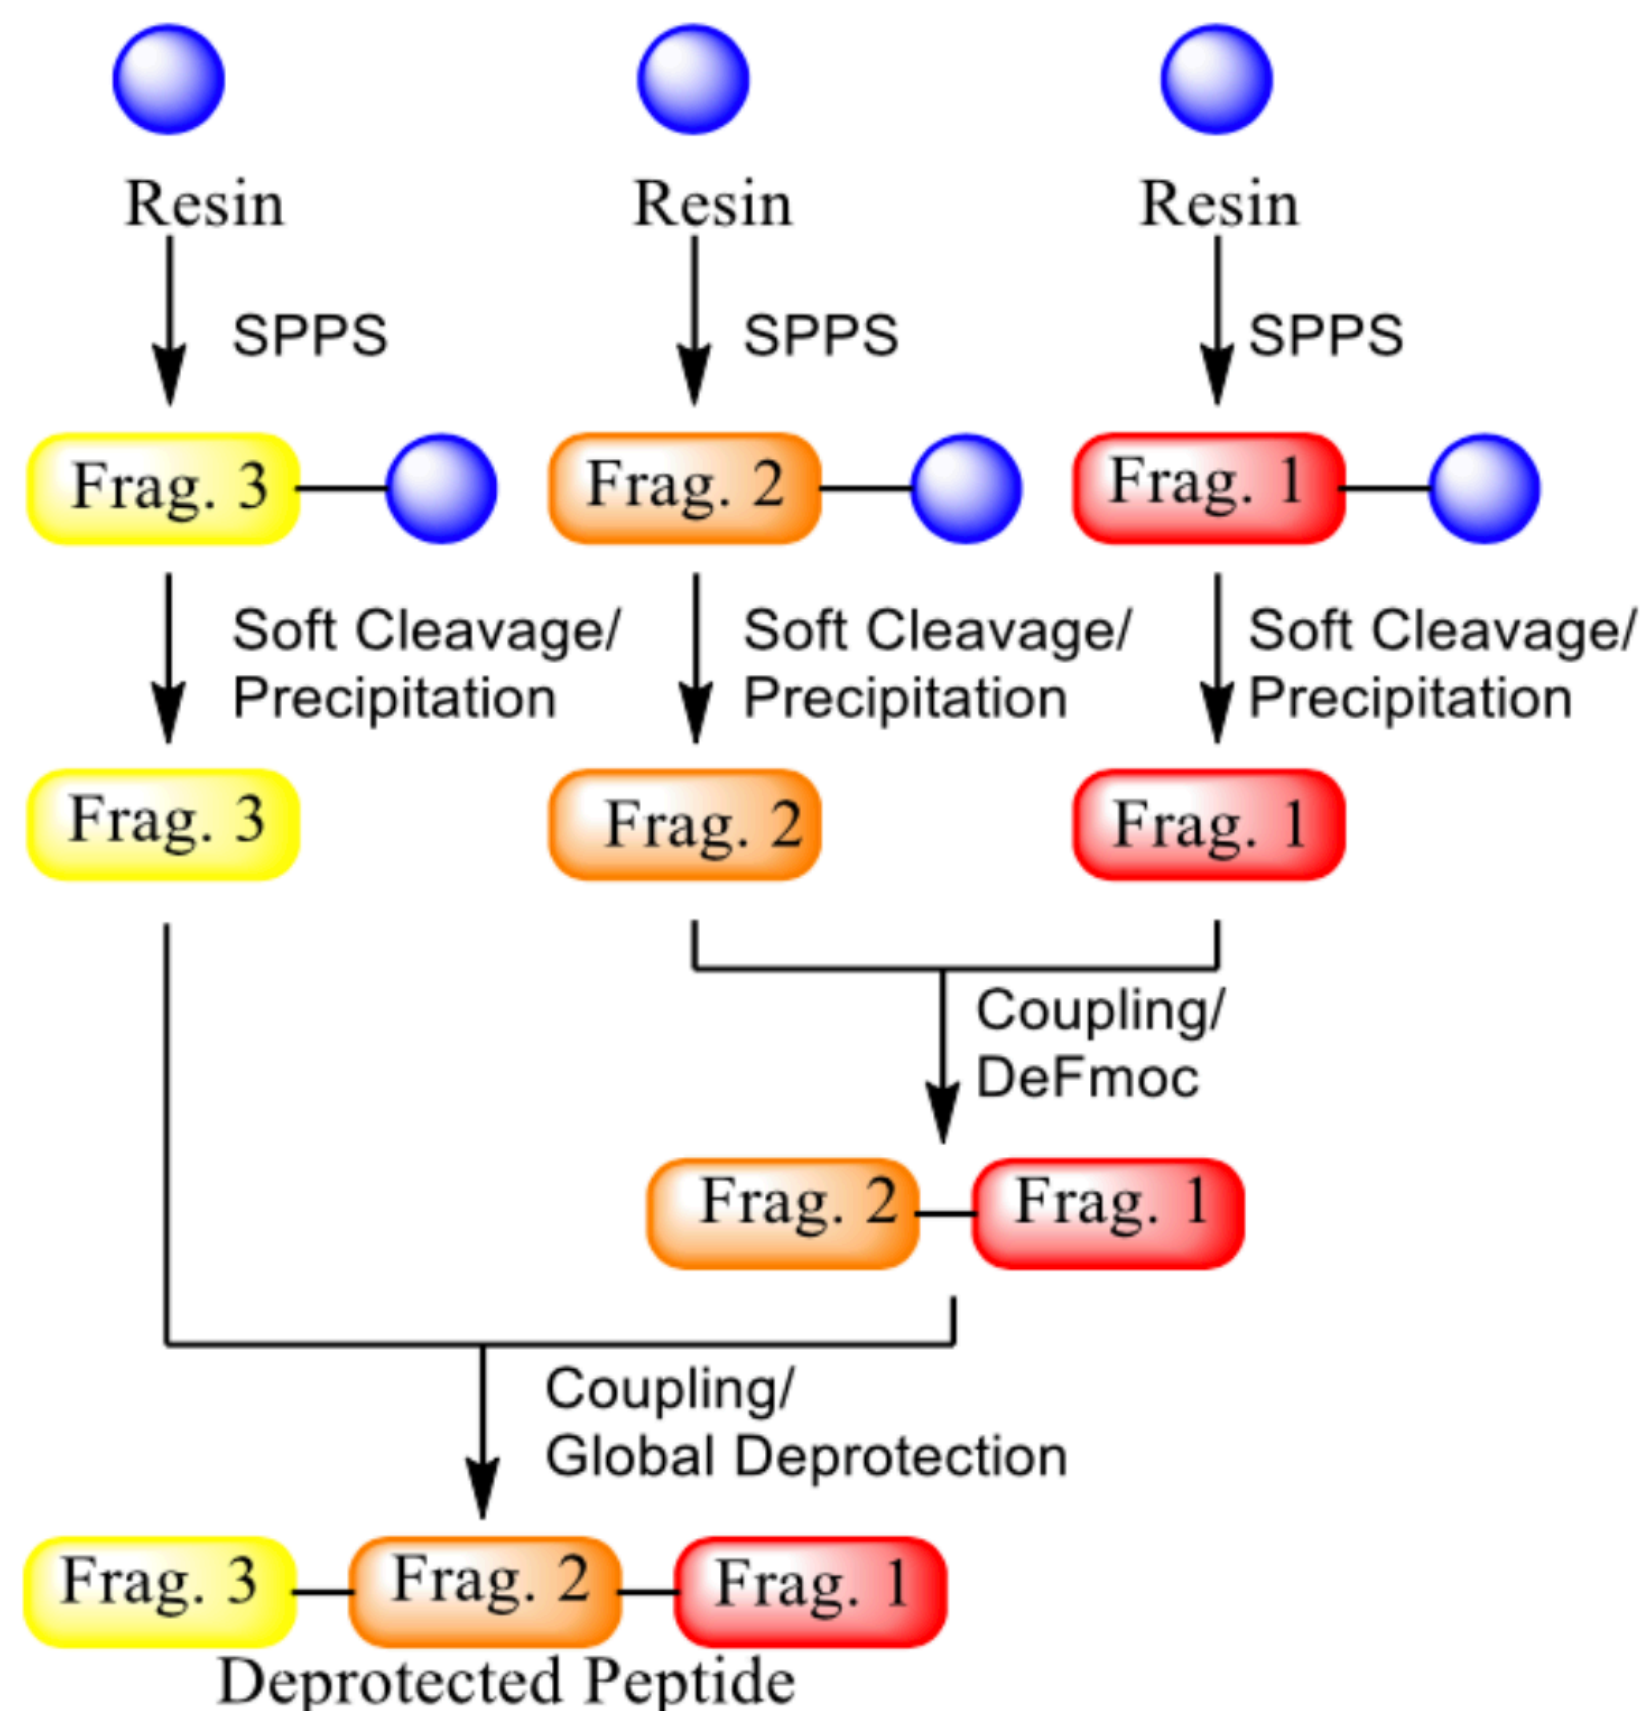 Resin
Resin
Resin
SPPS
SPPS
SPPS
Frag. 3
Frag. 2
Frag. 1
Soft Cleavage/
Precipitation
Soft Cleavage/
Precipitation
Soft Cleavage/
Precipitation
Frag. 3
Frag. 2
Frag. 1
Coupling/
DeFmoc
Frag. 2
Frag. 1
Coupling/
Global Deprotection
Frag. 3
Frag. 2
Frag. 1
Deprotected Peptide